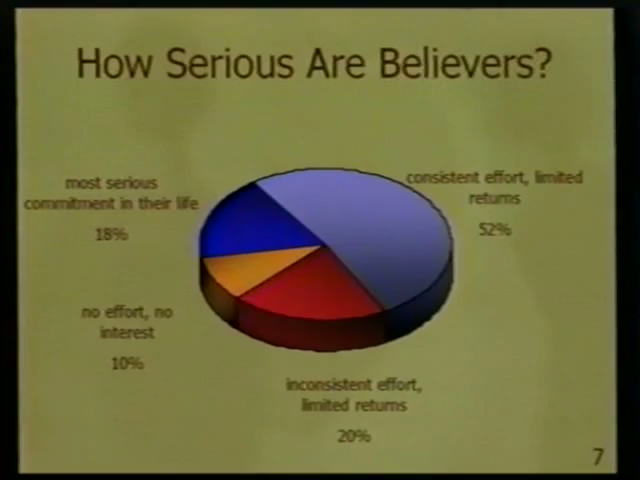 How Serious Are Believers?
most serious
commitment in their life
18%
consistent effort, limited
returns
52%
no effort, no
interest
10%
inconsistent effort,
limited returns
20%
7